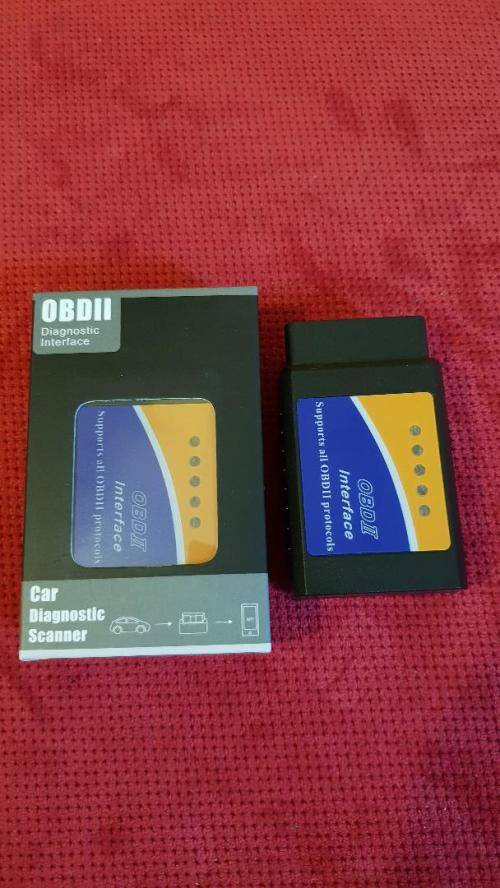 OBDII
Diagnostic
Interface
OBDII
Interface
Supports all OBDII protocols
Car
Diagnostic
Scanner
OBDII
Interface
Supports all OBDII protocols